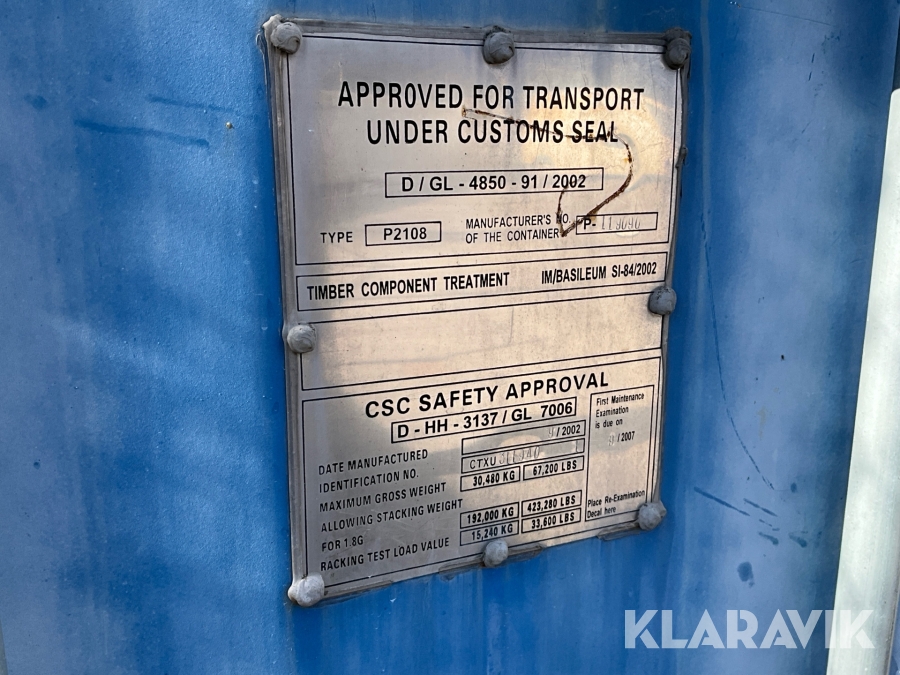 APPROVED FOR TRANSPORT
UNDER CUSTOMS SEAL
D / GL - 4850 - 91 / 2002
TYPE P2108 MANUFACTURER'S NO. OF THE CONTAINER P-
TIMBER COMPONENT TREATMENT IM/BASILEUM SI-84/2002
CSC SAFETY APPROVAL
D - HH - 3137 / GL 7006
DATE MANUFACTURED 9 / 2002
IDENTIFICATION NO. CTXU
MAXIMUM GROSS WEIGHT 30,480 KG 67,200 LBS
ALLOWING STACKING WEIGHT
FOR 1.8G 192,000 KG 423,280 LBS
RACKING TEST LOAD VALUE 15,240 KG 33,600 LBS
First Maintenance
Examination
is due on
9 / 2007
Place Re-Examination
Decal here
KLARAVIK